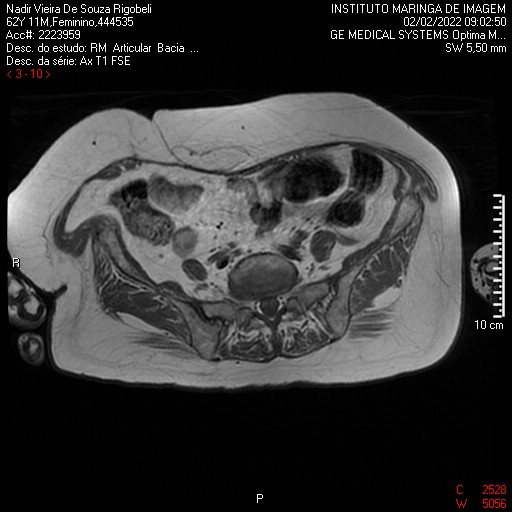 Nadir Vieira De Souza Rigobeli
62Y 11M,Feminino,444535
Acc#: 2223959
Desc. do estudo: RM Articular Bacia ...
Desc. da série: Ax T1 FSE
< 3 - 10 >
INSTITUTO MARINGA DE IMAGEM
02/02/2022 09:02:50
GE MEDICAL SYSTEMS Optima M...
SW 5,50 mm
R
10 cm
P
C 2528
W 5056